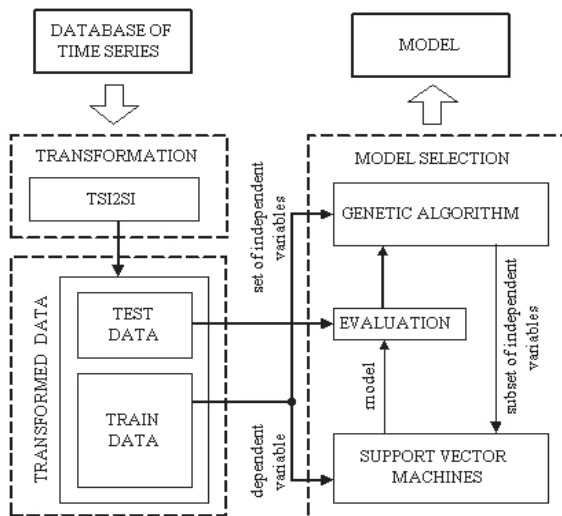 DATABASE OF
TIME SERIES
MODEL
TRANSFORMATION
TSI2SI
MODEL SELECTION
GENETIC ALGORITHM
set of independent
variables
TRANSFORMED DATA
TEST
DATA
EVALUATION
subset of independent
variables
model
TRAIN
DATA
dependent
variable
SUPPORT VECTOR
MACHINES